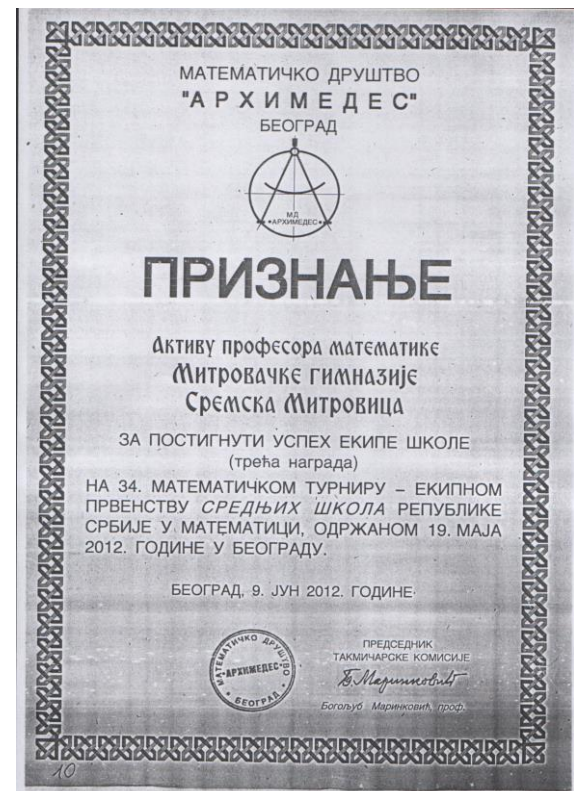 МАТЕМАТИЧКО ДРУШТВО
"АРХИМЕДЕС"
БЕОГРАД
МД
•АРХИМЕДЕС•
ПРИЗНАЊЕ
Активу професора математике
Митровачке гимназије
Сремска Митровица
ЗА ПОСТИГНУТИ УСПЕХ ЕКИПЕ ШКОЛЕ
(трећа награда)
НА 34. МАТЕМАТИЧКОМ ТУРНИРУ – ЕКИПНОМ
ПРВЕНСТВУ СРЕДЊИХ ШКОЛА РЕПУБЛИКЕ
СРБИЈЕ У МАТЕМАТИЦИ, ОДРЖАНОМ 19. МАЈА
2012. ГОДИНЕ У БЕОГРАДУ.
БЕОГРАД, 9. ЈУН 2012. ГОДИНЕ
МАТЕМАТИЧКО ДРУШТВО
•АРХИМЕДЕС•
БЕОГРАД
ПРЕДСЕДНИК
ТАКМИЧАРСКЕ КОМИСИЈЕ
Б. Маринковић
Богољуб Маринковић, проф.
10